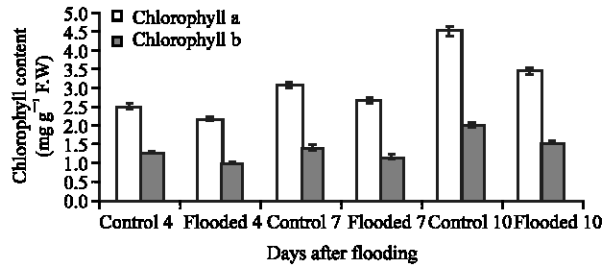 Chlorophyll content
(mg g⁻¹ F.W)
5.0
4.5
4.0
3.5
3.0
2.5
2.0
1.5
1.0
0.5
0.0
Chlorophyll a
Chlorophyll b
Control 4 Flooded 4 Control 7 Flooded 7 Control 10 Flooded 10
Days after flooding